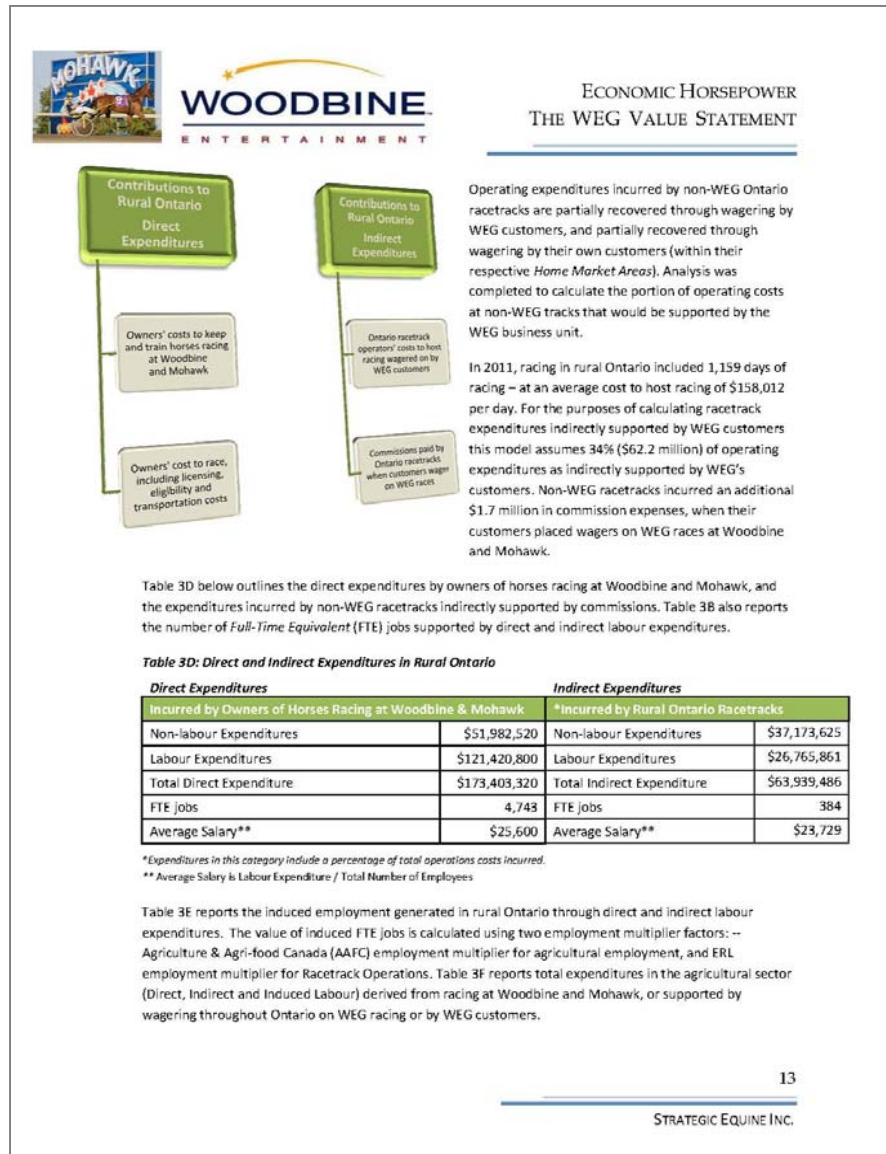 MOHAWK
WOODBINE
ENTERTAINMENT
ECONOMIC HORSEPOWER
THE WEG VALUE STATEMENT
Contributions to
Rural Ontario
Direct
Expenditures
Owners' costs to keep
and train horses racing
at Woodbine
and Mohawk
Owners' cost to race,
including licensing,
eligibility and
transportation costs
Contributions to
Rural Ontario
Indirect
Expenditures
Ontario racetrack
operators' costs to host
racing wagered on by
WEG customers
Commissions paid by
Ontario racetracks
when customers wager
on WEG races
Operating expenditures incurred by non-WEG Ontario
racetracks are partially recovered through wagering by
WEG customers, and partially recovered through
wagering by their own customers (within their
respective Home Market Areas). Analysis was
completed to calculate the portion of operating costs
at non-WEG tracks that would be supported by the
WEG business unit.
In 2011, racing in rural Ontario included 1,159 days of
racing – at an average cost to host racing of $158,012
per day. For the purposes of calculating racetrack
expenditures indirectly supported by WEG customers
this model assumes 34% ($62.2 million) of operating
expenditures as indirectly supported by WEG's
customers. Non-WEG racetracks incurred an additional
$1.7 million in commission expenses, when their
customers placed wagers on WEG races at Woodbine
and Mohawk.
Table 3D below outlines the direct expenditures by owners of horses racing at Woodbine and Mohawk, and
the expenditures incurred by non-WEG racetracks indirectly supported by commissions. Table 3B also reports
the number of Full-Time Equivalent (FTE) jobs supported by direct and indirect labour expenditures.
Table 3D: Direct and Indirect Expenditures in Rural Ontario
Direct Expenditures Indirect Expenditures
Incurred by Owners of Horses Racing at Woodbine & Mohawk *Incurred by Rural Ontario Racetracks
Non-labour Expenditures $51,982,520 Non-labour Expenditures $37,173,625
Labour Expenditures $121,420,800 Labour Expenditures $26,765,861
Total Direct Expenditure $173,403,320 Total Indirect Expenditure $63,939,486
FTE jobs 4,743 FTE jobs 384
Average Salary** $25,600 Average Salary** $23,729
*Expenditures in this category include a percentage of total operations costs incurred.
** Average Salary is Labour Expenditure / Total Number of Employees
Table 3E reports the induced employment generated in rural Ontario through direct and indirect labour
expenditures. The value of induced FTE jobs is calculated using two employment multiplier factors: --
Agriculture & Agri-food Canada (AAFC) employment multiplier for agricultural employment, and ERL
employment multiplier for Racetrack Operations. Table 3F reports total expenditures in the agricultural sector
(Direct, Indirect and Induced Labour) derived from racing at Woodbine and Mohawk, or supported by
wagering throughout Ontario on WEG racing or by WEG customers.
13
STRATEGIC EQUINE INC.